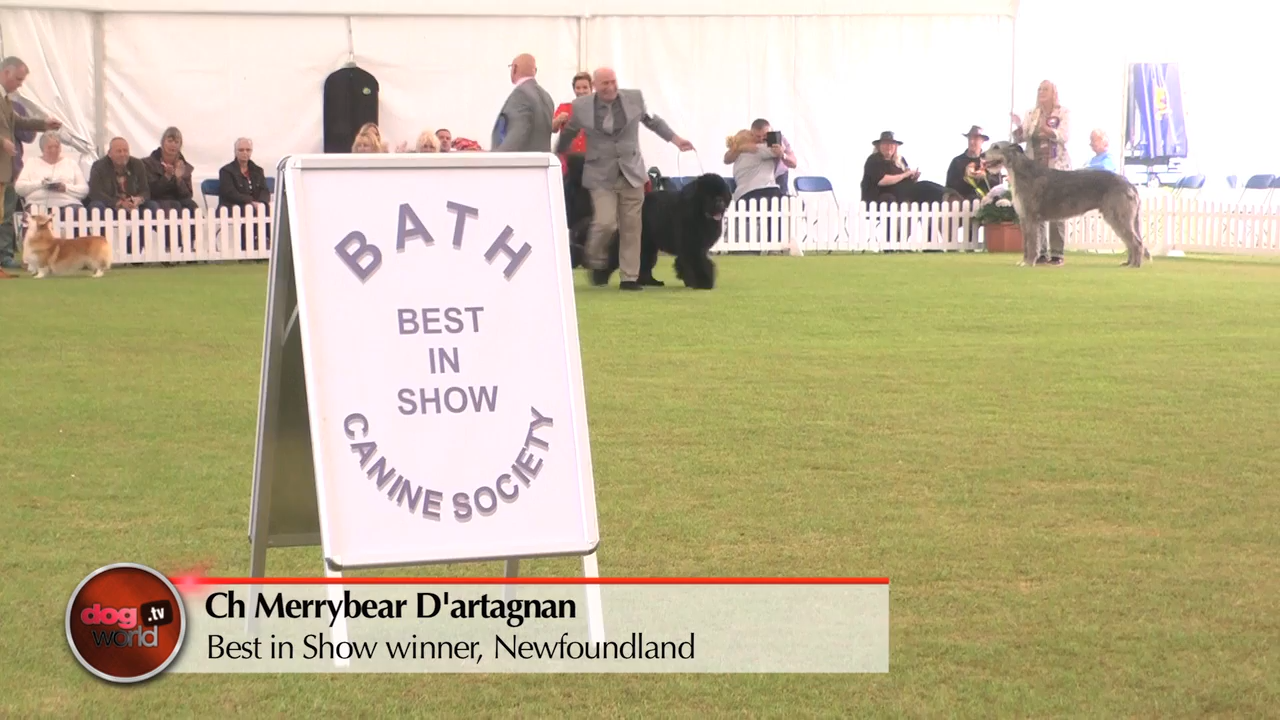 BATH
BEST
IN
SHOW
CANINE SOCIETY
dog .tv
world
Ch Merrybear D'artagnan
Best in Show winner, Newfoundland